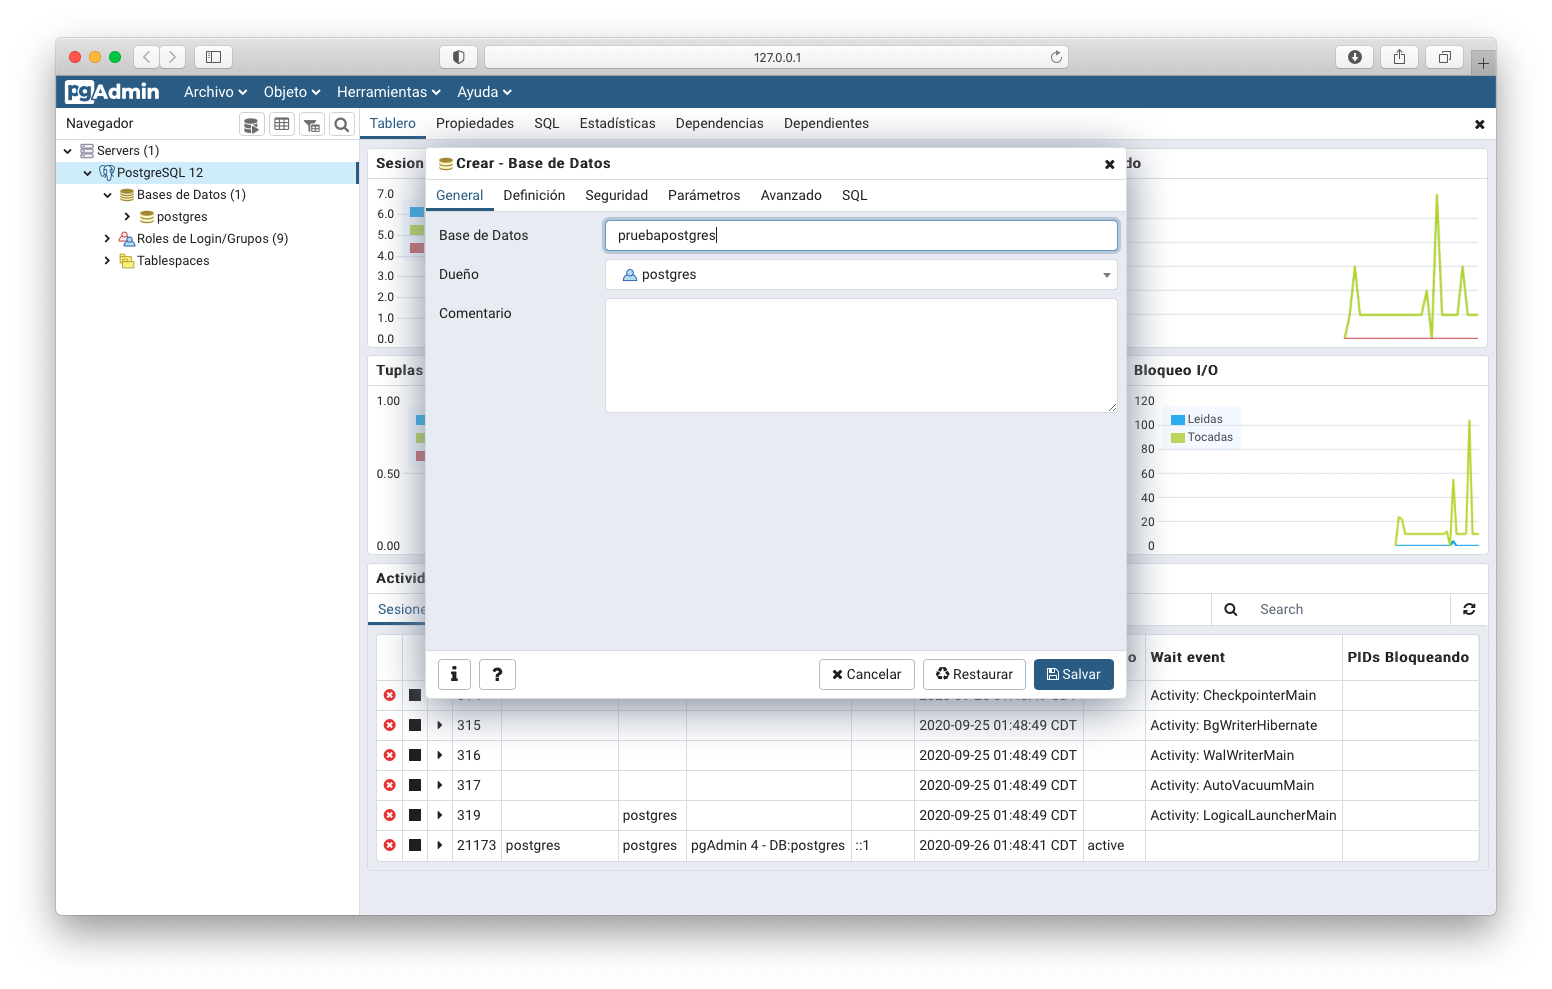 127.0.0.1
pgAdmin Archivo Objeto Herramientas Ayuda
Navegador
Tablero Propiedades SQL Estadísticas Dependencias Dependientes
Servers (1)
PostgreSQL 12
Bases de Datos (1)
postgres
Roles de Login/Grupos (9)
Tablespaces
Sesion
7.0
6.0
5.0
4.0
3.0
2.0
1.0
0.0
do
Crear - Base de Datos
General Definición Seguridad Parámetros Avanzado SQL
Base de Datos pruebapostgres
Dueño postgres
Comentario
i ? Cancelar Restaurar Salvar
Tuplas
1.00
0.50
0.00
Bloqueo I/O
120
100
80
60
40
20
0
Leidas
Tocadas
Activid
Sesione Search
o Wait event PIDs Bloqueando
Activity: CheckpointerMain
315 2020-09-25 01:48:49 CDT Activity: BgWriterHibernate
316 2020-09-25 01:48:49 CDT Activity: WalWriterMain
317 2020-09-25 01:48:49 CDT Activity: AutoVacuumMain
319 postgres 2020-09-25 01:48:49 CDT Activity: LogicalLauncherMain
21173 postgres postgres pgAdmin 4 - DB:postgres ::1 2020-09-26 01:48:41 CDT active